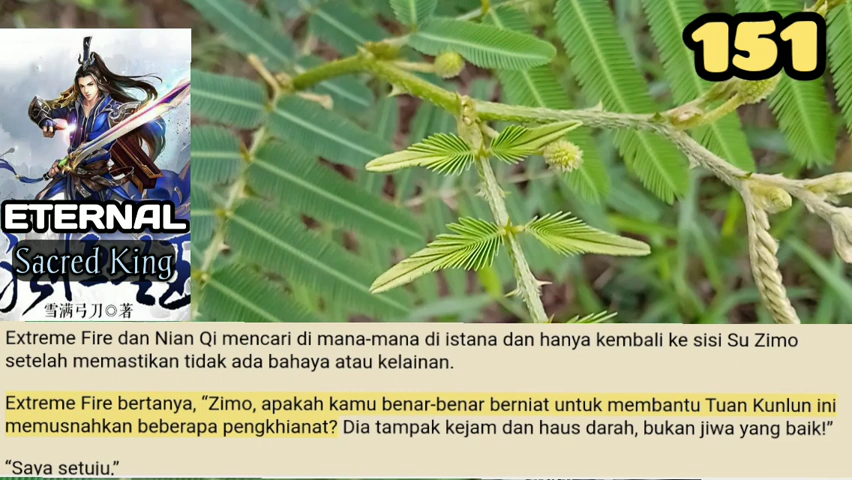 151
ETERNAL
Sacred King
雪满弓刀◎著
Extreme Fire dan Nian Qi mencari di mana-mana di istana dan hanya kembali ke sisi Su Zimo
setelah memastikan tidak ada bahaya atau kelainan.
Extreme Fire bertanya, “Zimo, apakah kamu benar-benar berniat untuk membantu Tuan Kunlun ini
memusnahkan beberapa pengkhianat? Dia tampak kejam dan haus darah, bukan jiwa yang baik!”
“Saya setuju.”